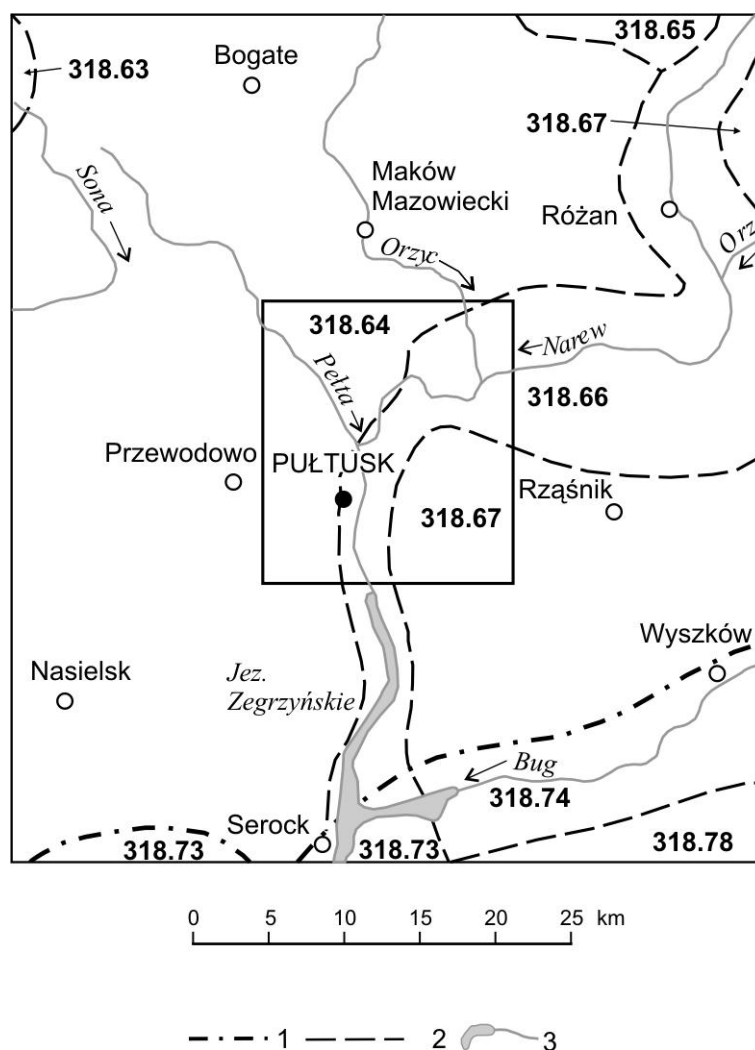 318.65
318.63
Bogate
318.67
Sona
Maków
Mazowiecki
Różan
Orzyc
Orz
318.64
Narew
Pełta
318.66
Przewodowo
PUŁTUSK
Rząśnik
318.67
Wyszków
Nasielsk
Jez.
Zegrzyńskie
Bug
318.74
Serock
318.73
318.73
318.78
0 5 10 15 20 25 km
1 2 3